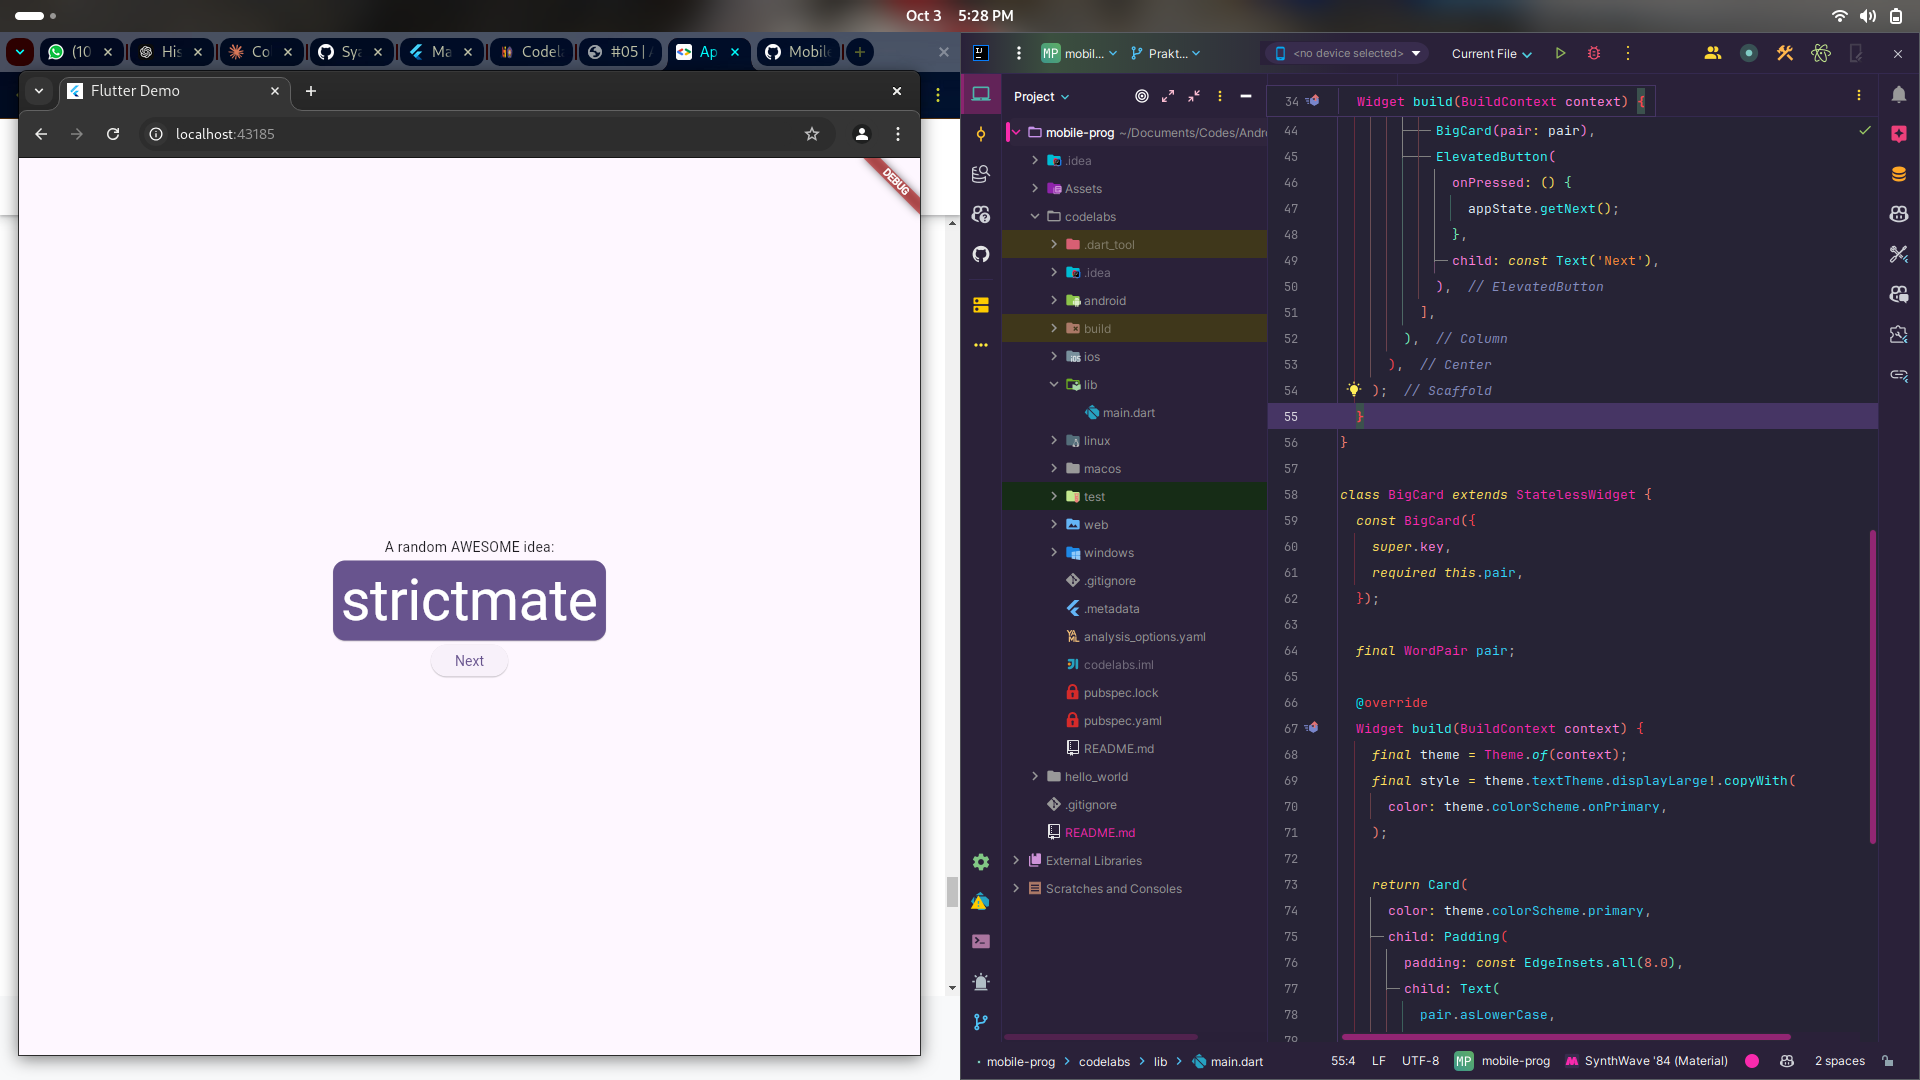 Oct 3 5:28 PM
(10
His
Co
Sya
Ma
Codel
#05 | A
Ap
Mobil
Flutter Demo
localhost:43185
DEBUG
A random AWESOME idea:
strictmate
Next
MP mobil...
Prakt...
<no device selected>
Current File
Project
mobile-prog ~/Documents/Codes/Andro
.idea
Assets
codelabs
.dart_tool
.idea
android
build
ios
lib
main.dart
linux
macos
test
web
windows
.gitignore
.metadata
analysis_options.yaml
codelabs.iml
pubspec.lock
pubspec.yaml
README.md
hello_world
.gitignore
README.md
External Libraries
Scratches and Consoles
34 Widget build(BuildContext context) {
44 BigCard(pair: pair),
45 ElevatedButton(
46 onPressed: () {
47 appState.getNext();
48 },
49 child: const Text('Next'),
50 ), // ElevatedButton
51 ],
52 ), // Column
53 ), // Center
54 ); // Scaffold
55 }
56 }
57
58 class BigCard extends StatelessWidget {
59 const BigCard({
60 super.key,
61 required this.pair,
62 });
63
64 final WordPair pair;
65
66 @override
67 Widget build(BuildContext context) {
68 final theme = Theme.of(context);
69 final style = theme.textTheme.displayLarge!.copyWith(
70 color: theme.colorScheme.onPrimary,
71 );
72
73 return Card(
74 color: theme.colorScheme.primary,
75 child: Padding(
76 padding: const EdgeInsets.all(8.0),
77 child: Text(
78 pair.asLowerCase,
79
mobile-prog > codelabs > lib > main.dart
55:4 LF UTF-8 MP mobile-prog SynthWave '84 (Material) 2 spaces